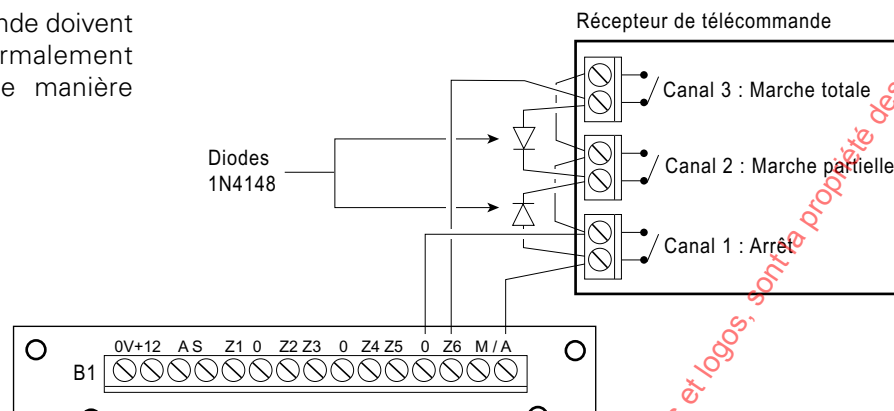 nde doivent
rmalement
e manière
Récepteur de télécommande
Canal 3 : Marche totale
Diodes
1N4148
Canal 2 : Marche partielle
Canal 1 : Arrêt
0V+12 A S Z1 0 Z2 Z3 0 Z4 Z5 0 Z6 M / A
B1
s et logos, sont la propriété des